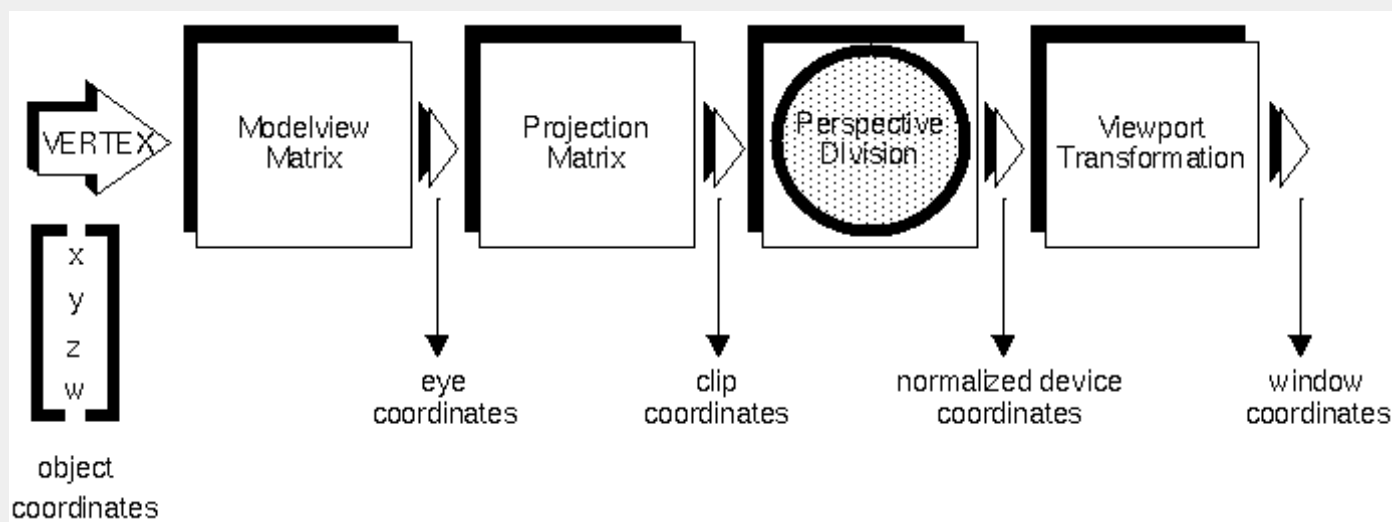 VERTEX
Modelview
Matrix
Projection
Matrix
Perspective
DIvision
Viewport
Transformation
x
y
z
w
object
coordinates
eye
coordinates
clip
coordinates
normalized device
coordinates
window
coordinates